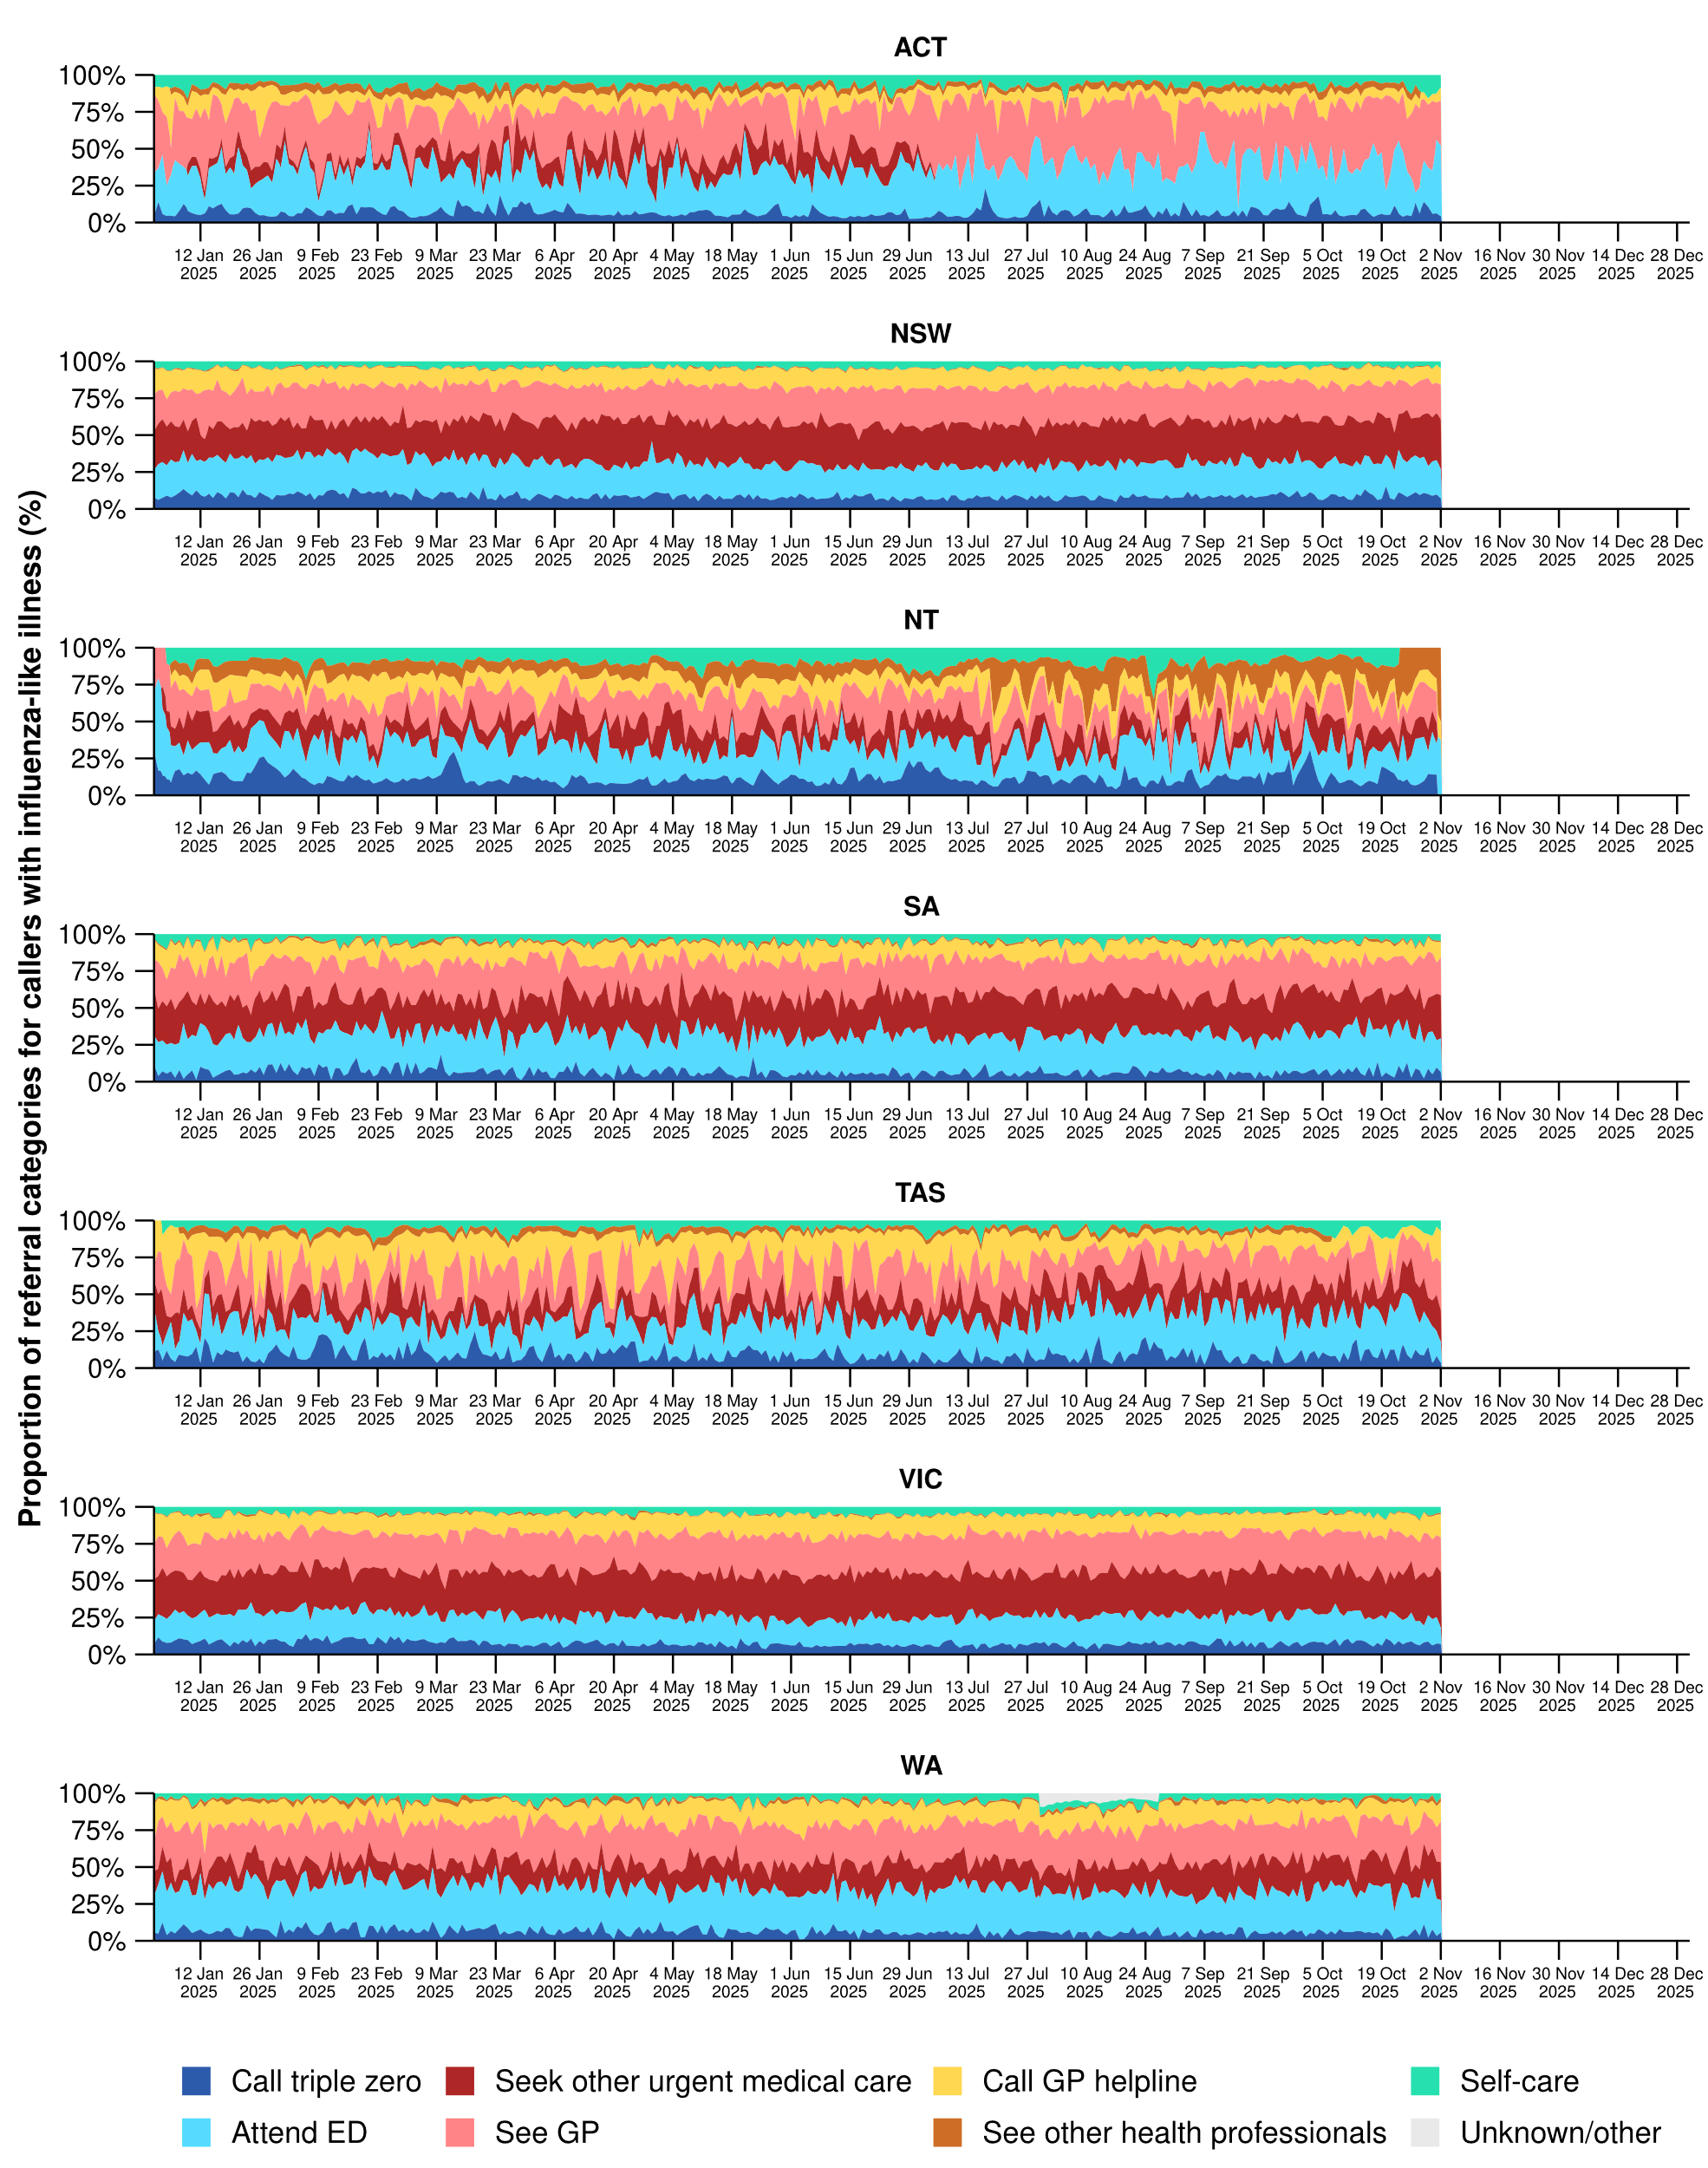 Proportion of referral categories for callers with influenza-like illness (%)
ACT
100%
75%
50%
25%
0%
12 Jan 26 Jan 9 Feb 23 Feb 9 Mar 23 Mar 6 Apr 20 Apr 4 May 18 May 1 Jun 15 Jun 29 Jun 13 Jul 27 Jul 10 Aug 24 Aug 7 Sep 21 Sep 5 Oct 19 Oct 2 Nov 16 Nov 30 Nov 14 Dec 28 Dec
2025 2025 2025 2025 2025 2025 2025 2025 2025 2025 2025 2025 2025 2025 2025 2025 2025 2025 2025 2025 2025 2025 2025 2025 2025 2025
NSW
100%
75%
50%
25%
0%
12 Jan 26 Jan 9 Feb 23 Feb 9 Mar 23 Mar 6 Apr 20 Apr 4 May 18 May 1 Jun 15 Jun 29 Jun 13 Jul 27 Jul 10 Aug 24 Aug 7 Sep 21 Sep 5 Oct 19 Oct 2 Nov 16 Nov 30 Nov 14 Dec 28 Dec
2025 2025 2025 2025 2025 2025 2025 2025 2025 2025 2025 2025 2025 2025 2025 2025 2025 2025 2025 2025 2025 2025 2025 2025 2025 2025
NT
100%
75%
50%
25%
0%
12 Jan 26 Jan 9 Feb 23 Feb 9 Mar 23 Mar 6 Apr 20 Apr 4 May 18 May 1 Jun 15 Jun 29 Jun 13 Jul 27 Jul 10 Aug 24 Aug 7 Sep 21 Sep 5 Oct 19 Oct 2 Nov 16 Nov 30 Nov 14 Dec 28 Dec
2025 2025 2025 2025 2025 2025 2025 2025 2025 2025 2025 2025 2025 2025 2025 2025 2025 2025 2025 2025 2025 2025 2025 2025 2025 2025
SA
100%
75%
50%
25%
0%
12 Jan 26 Jan 9 Feb 23 Feb 9 Mar 23 Mar 6 Apr 20 Apr 4 May 18 May 1 Jun 15 Jun 29 Jun 13 Jul 27 Jul 10 Aug 24 Aug 7 Sep 21 Sep 5 Oct 19 Oct 2 Nov 16 Nov 30 Nov 14 Dec 28 Dec
2025 2025 2025 2025 2025 2025 2025 2025 2025 2025 2025 2025 2025 2025 2025 2025 2025 2025 2025 2025 2025 2025 2025 2025 2025 2025
TAS
100%
75%
50%
25%
0%
12 Jan 26 Jan 9 Feb 23 Feb 9 Mar 23 Mar 6 Apr 20 Apr 4 May 18 May 1 Jun 15 Jun 29 Jun 13 Jul 27 Jul 10 Aug 24 Aug 7 Sep 21 Sep 5 Oct 19 Oct 2 Nov 16 Nov 30 Nov 14 Dec 28 Dec
2025 2025 2025 2025 2025 2025 2025 2025 2025 2025 2025 2025 2025 2025 2025 2025 2025 2025 2025 2025 2025 2025 2025 2025 2025 2025
VIC
100%
75%
50%
25%
0%
12 Jan 26 Jan 9 Feb 23 Feb 9 Mar 23 Mar 6 Apr 20 Apr 4 May 18 May 1 Jun 15 Jun 29 Jun 13 Jul 27 Jul 10 Aug 24 Aug 7 Sep 21 Sep 5 Oct 19 Oct 2 Nov 16 Nov 30 Nov 14 Dec 28 Dec
2025 2025 2025 2025 2025 2025 2025 2025 2025 2025 2025 2025 2025 2025 2025 2025 2025 2025 2025 2025 2025 2025 2025 2025 2025 2025
WA
100%
75%
50%
25%
0%
12 Jan 26 Jan 9 Feb 23 Feb 9 Mar 23 Mar 6 Apr 20 Apr 4 May 18 May 1 Jun 15 Jun 29 Jun 13 Jul 27 Jul 10 Aug 24 Aug 7 Sep 21 Sep 5 Oct 19 Oct 2 Nov 16 Nov 30 Nov 14 Dec 28 Dec
2025 2025 2025 2025 2025 2025 2025 2025 2025 2025 2025 2025 2025 2025 2025 2025 2025 2025 2025 2025 2025 2025 2025 2025 2025 2025
Call triple zero Seek other urgent medical care Call GP helpline Self-care
Attend ED See GP See other health professionals Unknown/other